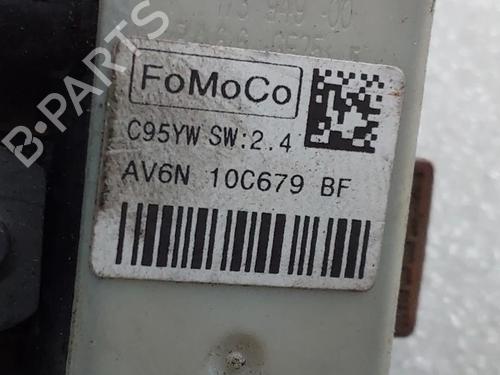 FoMoCo
C95YW SW:2.4
AV6N 10C679 BF
B-PARTS